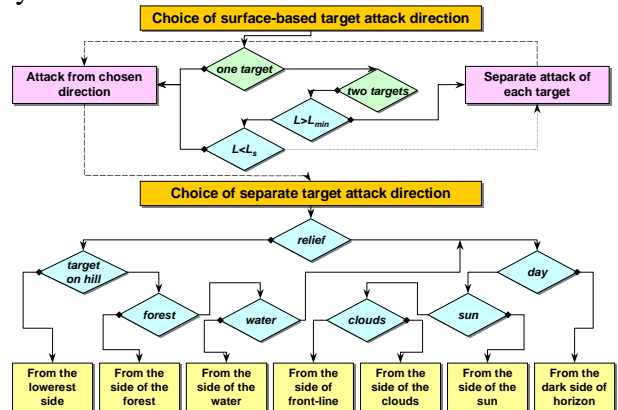 y
Choice of surface-based target attack direction
one target
Attack from chosen
direction
two targets
Separate attack of
each target
L>Lmin
L<Ls
Choice of separate target attack direction
relief
target
on hill
day
forest
water
clouds
sun
From the
lowerest
side
From the
side of the
forest
From the
side of the
water
From the
side of
front-line
From the
side of the
clouds
From the
side of the
sun
From the
dark side of
horizon